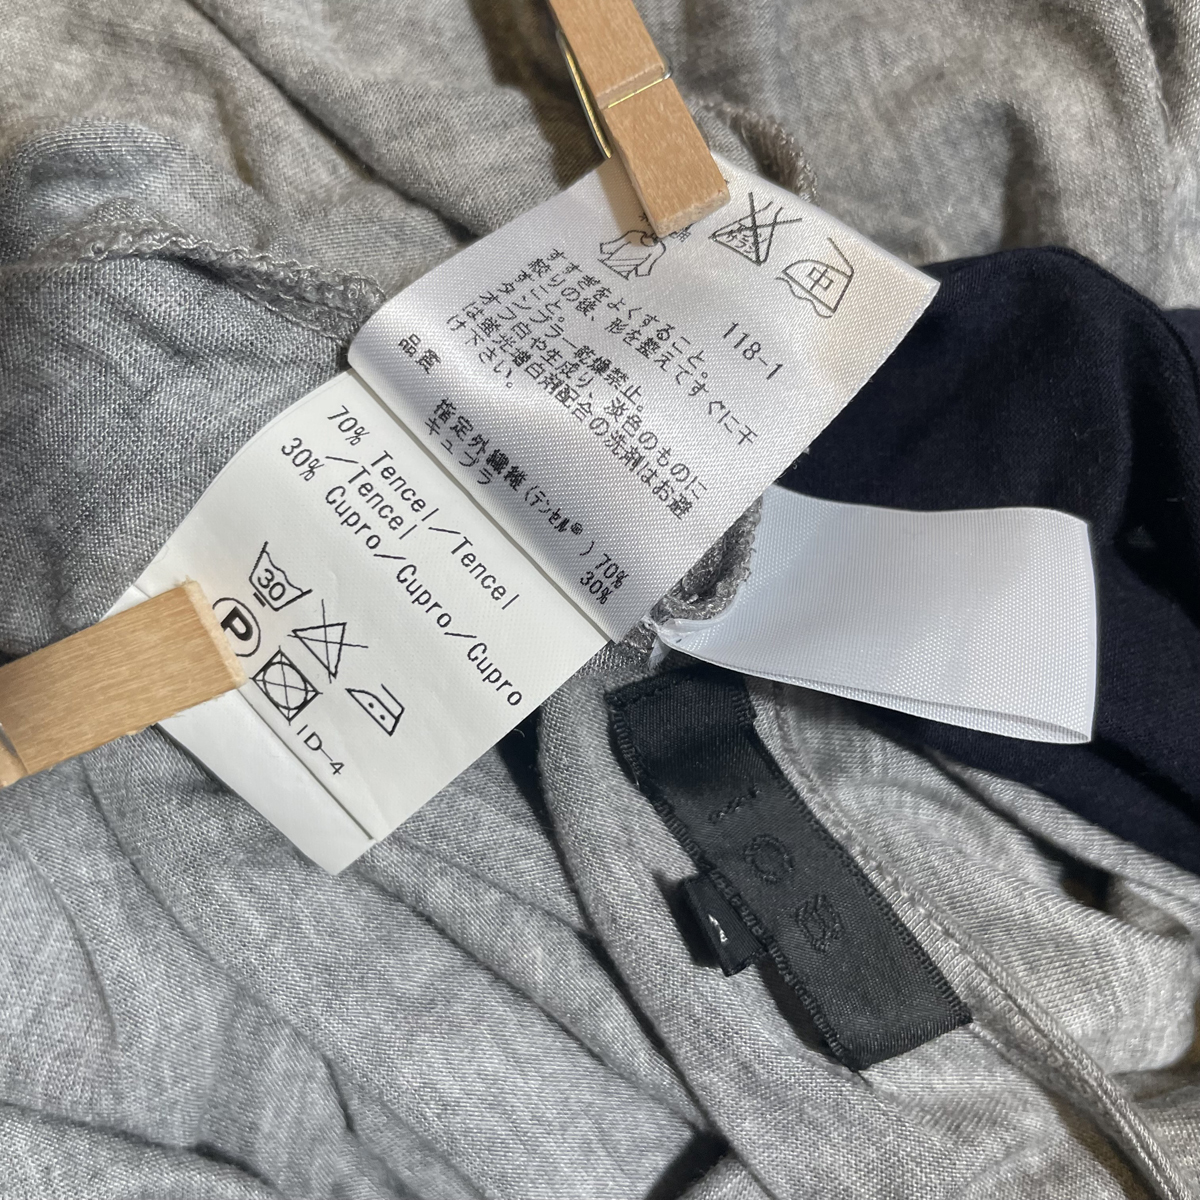 118-1
すすぎをよくすること。
絞りの後、形を整えてすぐに干
すこと。
タンブラー乾燥禁止。
オフ白や生成り、淡色のものに
は蛍光増白剤配合の洗剤はお避
け下さい。
品質
指定外繊維(テンセル®) 70%
キュプラ 30%
70% Tencel/Tencel
/Tencel
30% Cupro/Cupro/Cupro
30
P
ID-4
中